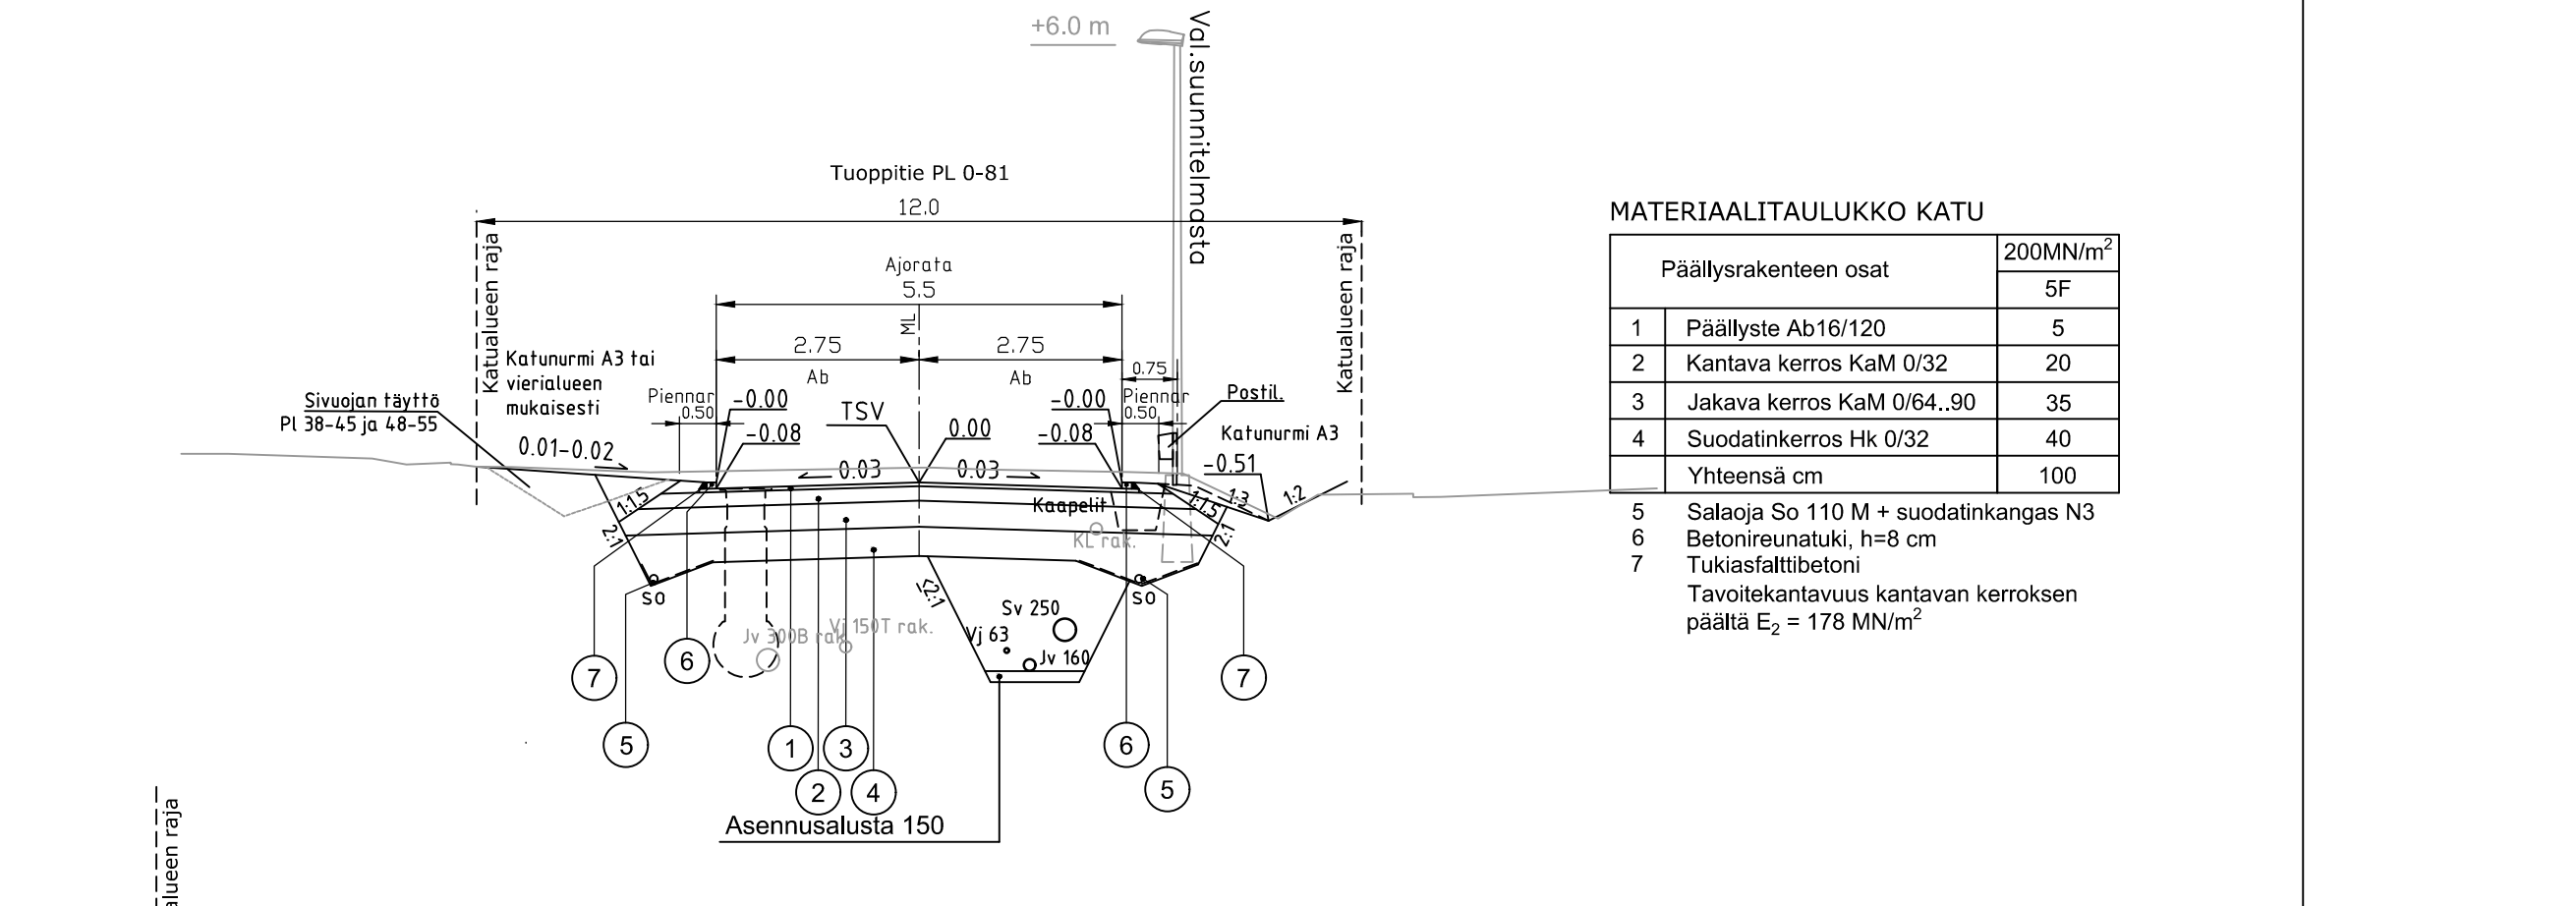 +6.0 m
Val.suunnitelmasta
Tuoppitie PL 0-81
12.0
Katualueen raja
Katualueen raja
Ajorata
5.5
ML
2.75
2.75
Ab
Ab
0.75
Katunurmi A3 tai
vierialueen
mukaisesti
Sivuojan täyttö
Pl 38-45 ja 48-55
Piennar
0.50
-0.00
-0.08
TSV
0.00
-0.00
-0.08
Piennar
0.50
Postil.
Katunurmi A3
-0.51
0.01-0.02
0.03
0.03
1:1.5
2:1
Kaapelit
KL rak.
1:1.5
1:3
1:2
2:1
so
so
≤2:1
Jv 300B rak.
Vj 150T rak.
Sv 250
Vj 63
Jv 160
7
6
5
1
3
2
4
6
5
7
Asennusalusta 150
MATERIAALITAULUKKO KATU
Päällysrakenteen osat 200MN/m²
5F
1 Päällyste Ab16/120 5
2 Kantava kerros KaM 0/32 20
3 Jakava kerros KaM 0/64..90 35
4 Suodatinkerros Hk 0/32 40
Yhteensä cm 100
5 Salaoja So 110 M + suodatinkangas N3
6 Betonireunatuki, h=8 cm
7 Tukiasfalttibetoni
Tavoitekantavuus kantavan kerroksen
päältä E₂ = 178 MN/m²
alueen raja